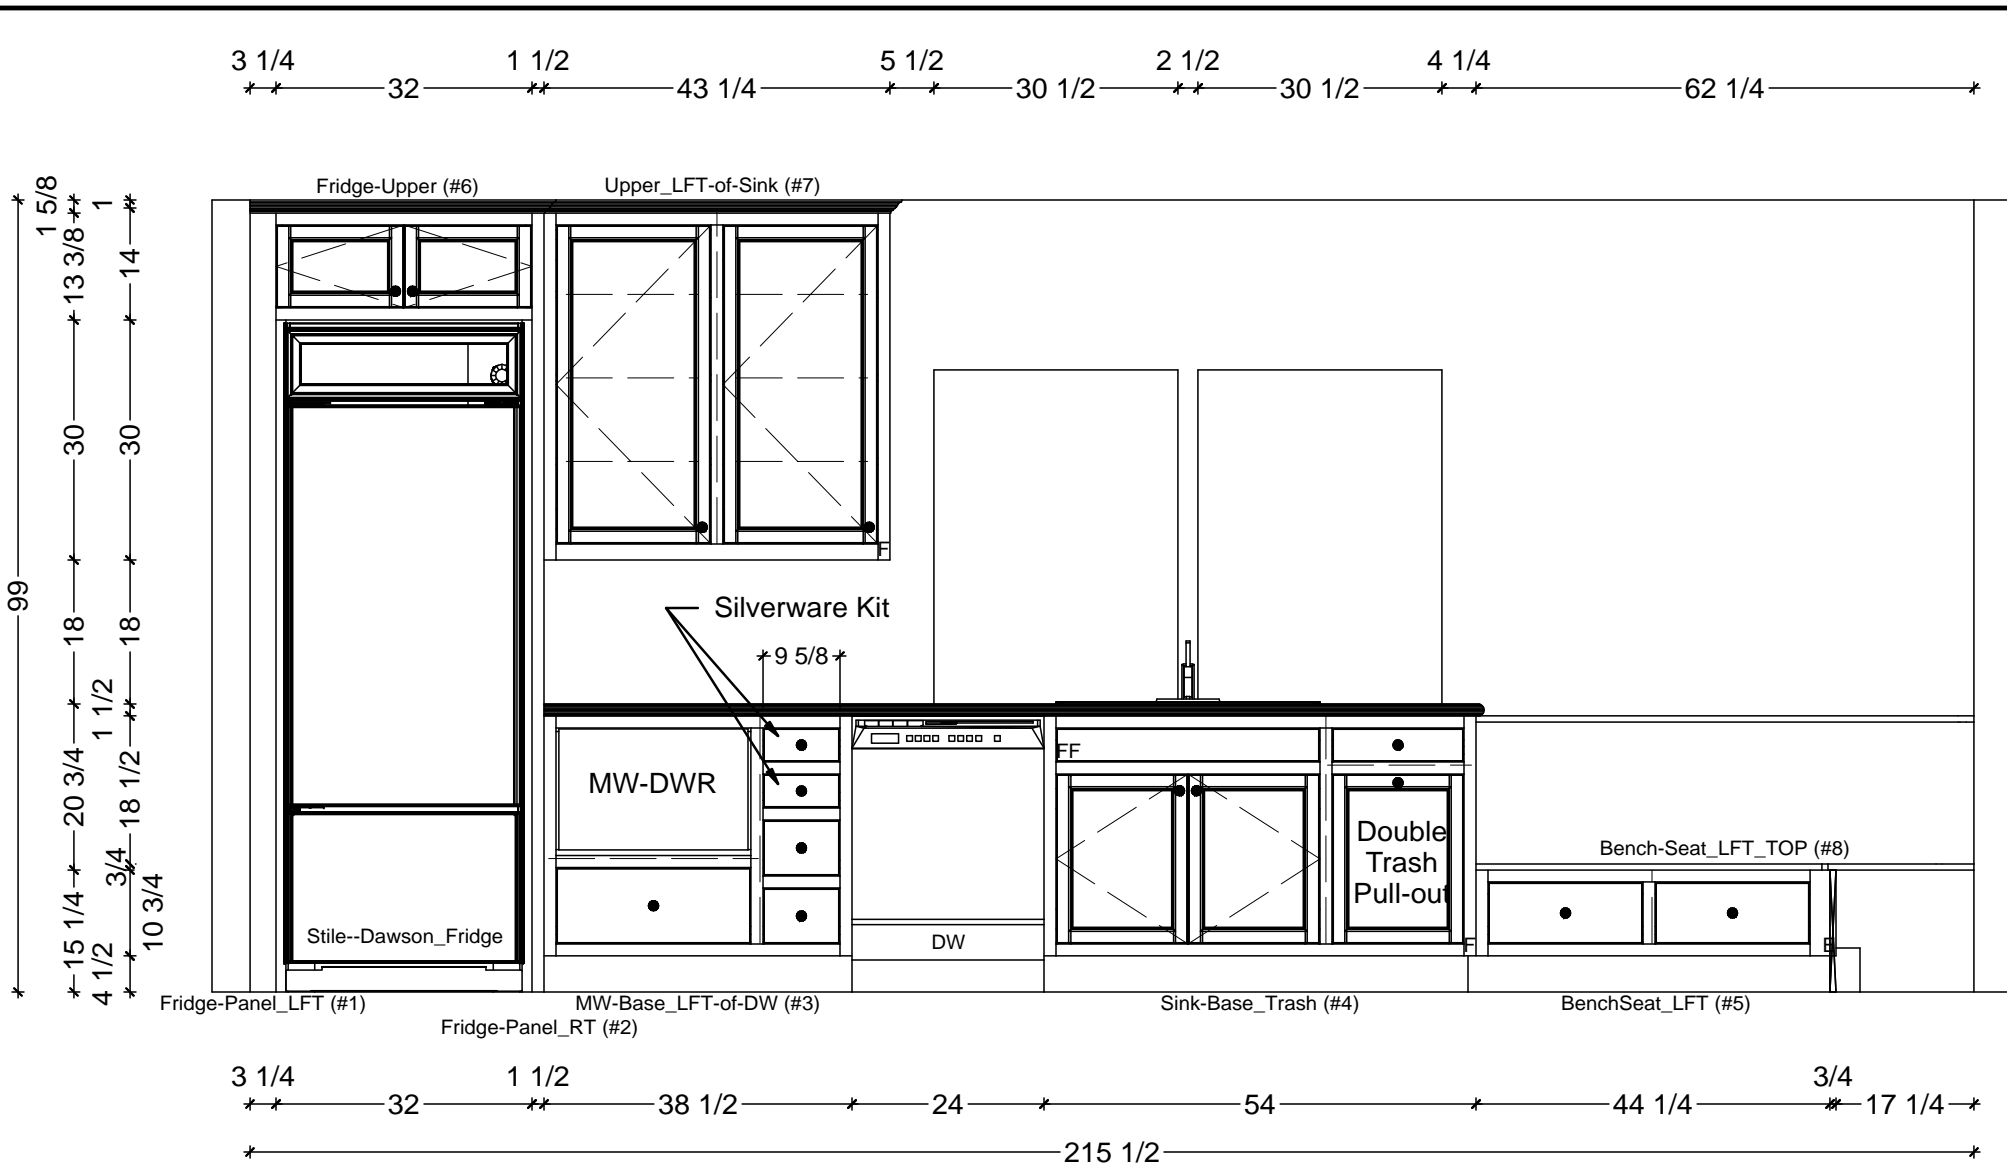 3 1/4 1 1/2 5 1/2 2 1/2 4 1/4
32 43 1/4 30 1/2 30 1/2 62 1/4
Fridge-Upper (#6) Upper_LFT-of-Sink (#7)
99
1 5/8
13 3/8
30
18
1 1/2
20 3/4
3/4
15 1/4
4 1/2
1
14
30
18
18 1/2
10 3/4
Silverware Kit
9 5/8
F
MW-DWR
FF
Double
Trash
Pull-out
Bench-Seat_LFT_TOP (#8)
Stile--Dawson_Fridge
DW
F
Fridge-Panel_LFT (#1) MW-Base_LFT-of-DW (#3) Sink-Base_Trash (#4) BenchSeat_LFT (#5)
Fridge-Panel_RT (#2)
3 1/4 1 1/2 3/4
32 38 1/2 24 54 44 1/4 17 1/4
215 1/2